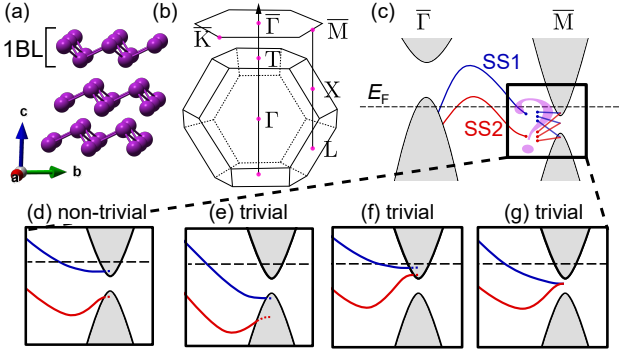 (a)
1BL
c
a
b
(b)
Γ̅
K̅
M̅
T
X
Γ
L
(c)
Γ̅
M̅
E_F
SS1
SS2
?
(d) non-trivial
(e) trivial
(f) trivial
(g) trivial